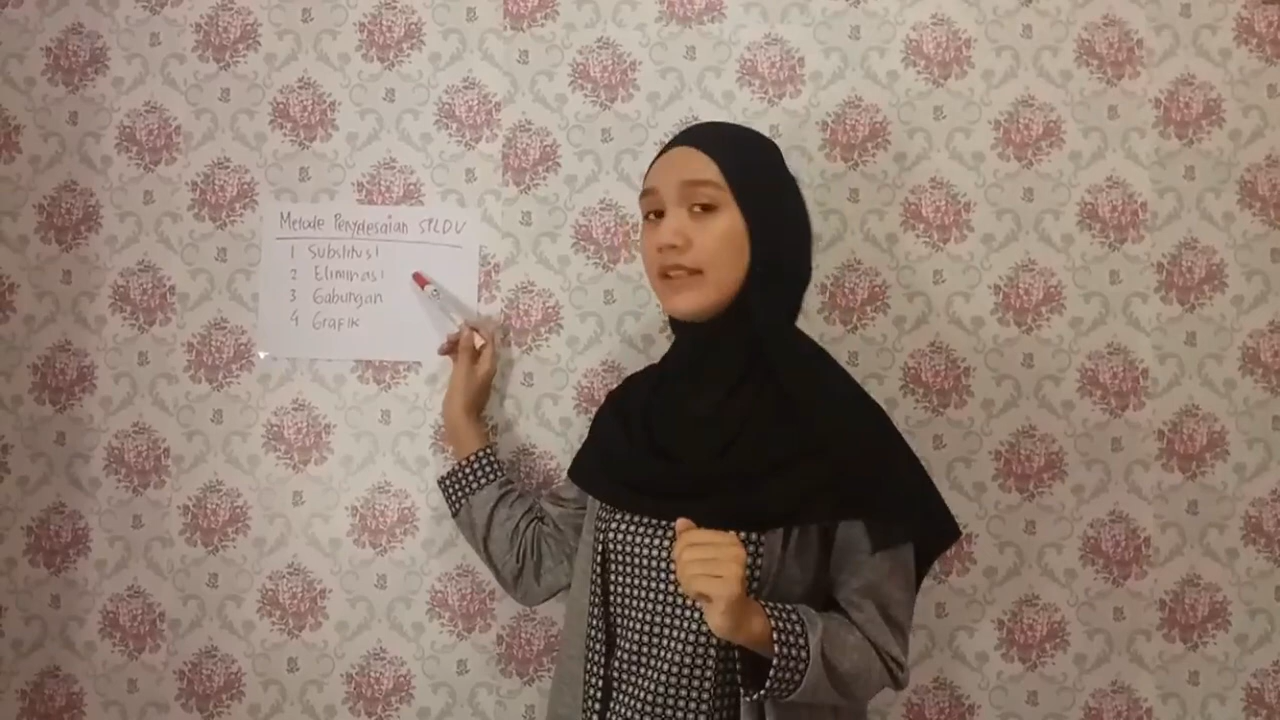 Metode Penyelesaian SPLDV
1 Substitusi
2 Eliminasi
3 Gabungan
4 Grafik